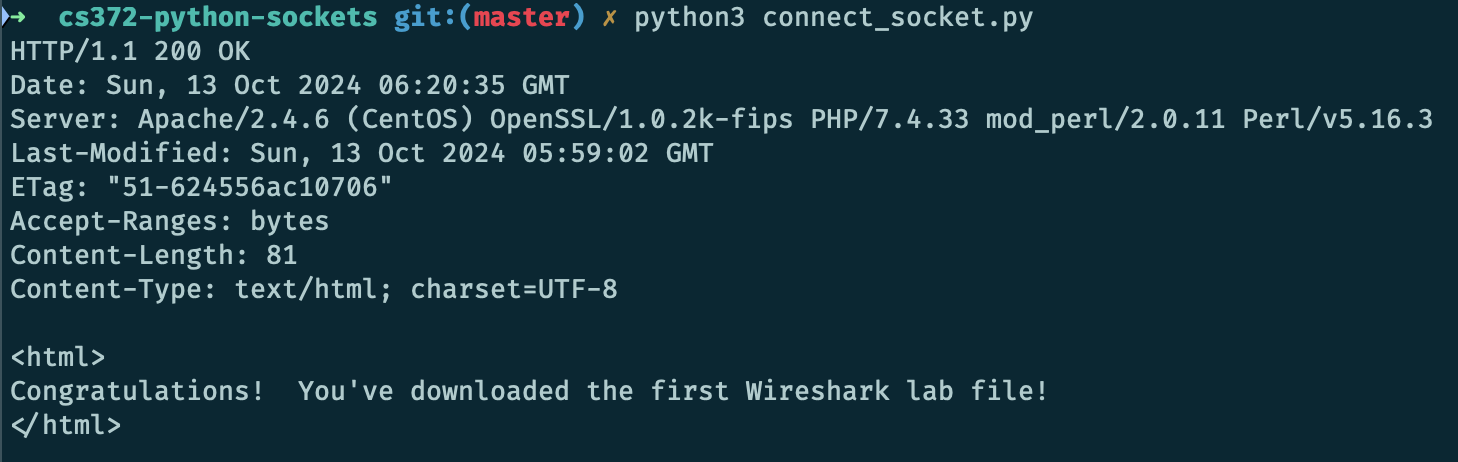 → cs372-python-sockets git:(master) ✗ python3 connect_socket.py
HTTP/1.1 200 OK
Date: Sun, 13 Oct 2024 06:20:35 GMT
Server: Apache/2.4.6 (CentOS) OpenSSL/1.0.2k-fips PHP/7.4.33 mod_perl/2.0.11 Perl/v5.16.3
Last-Modified: Sun, 13 Oct 2024 05:59:02 GMT
ETag: "51-624556ac10706"
Accept-Ranges: bytes
Content-Length: 81
Content-Type: text/html; charset=UTF-8

<html>
Congratulations!  You've downloaded the first Wireshark lab file!
</html>